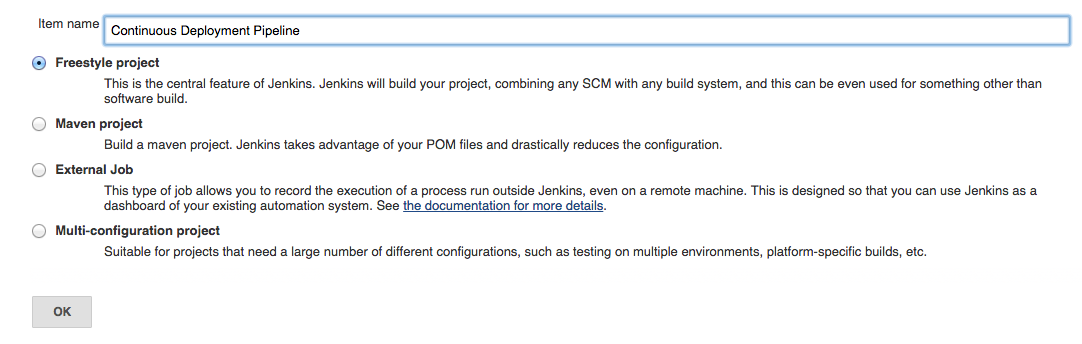 Item name Continuous Deployment Pipeline
Freestyle project
This is the central feature of Jenkins. Jenkins will build your project, combining any SCM with any build system, and this can be even used for something other than
software build.
Maven project
Build a maven project. Jenkins takes advantage of your POM files and drastically reduces the configuration.
External Job
This type of job allows you to record the execution of a process run outside Jenkins, even on a remote machine. This is designed so that you can use Jenkins as a
dashboard of your existing automation system. See the documentation for more details.
Multi-configuration project
Suitable for projects that need a large number of different configurations, such as testing on multiple environments, platform-specific builds, etc.
OK